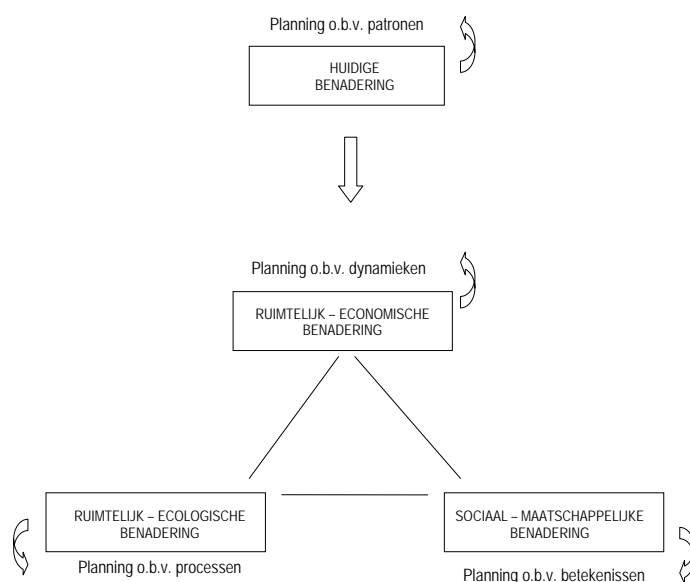 Planning o.b.v. patronen
HUIDIGE
BENADERING
Planning o.b.v. dynamieken
RUIMTELIJK – ECONOMISCHE
BENADERING
RUIMTELIJK – ECOLOGISCHE
BENADERING
Planning o.b.v. processen
SOCIAAL – MAATSCHAPPELIJKE
BENADERING
Planning o.b.v. betekenissen